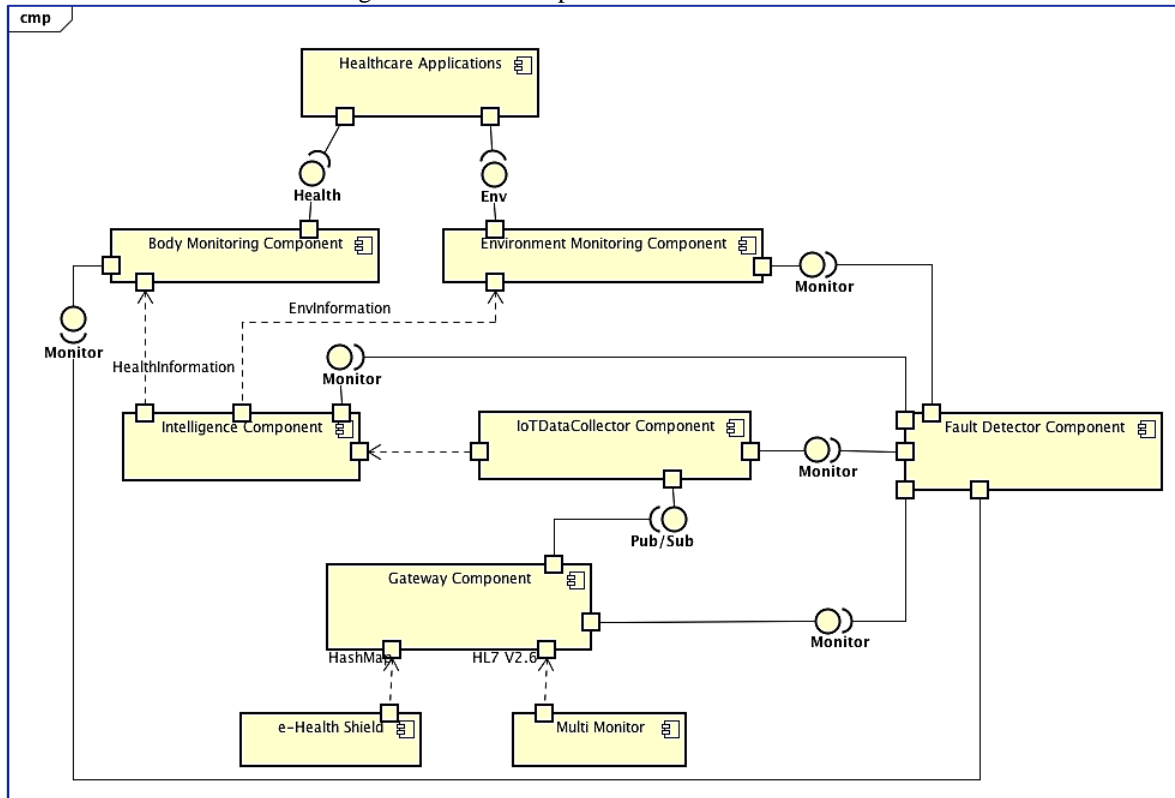 cmp
Healthcare Applications
Health
Env
Body Monitoring Component
Environment Monitoring Component
Monitor
EnvInformation
Monitor
HealthInformation
Monitor
Intelligence Component
IoTDataCollector Component
Fault Detector Component
Monitor
Pub/Sub
Gateway Component
Monitor
HashMap
HL7 V2.6
e-Health Shield
Multi Monitor